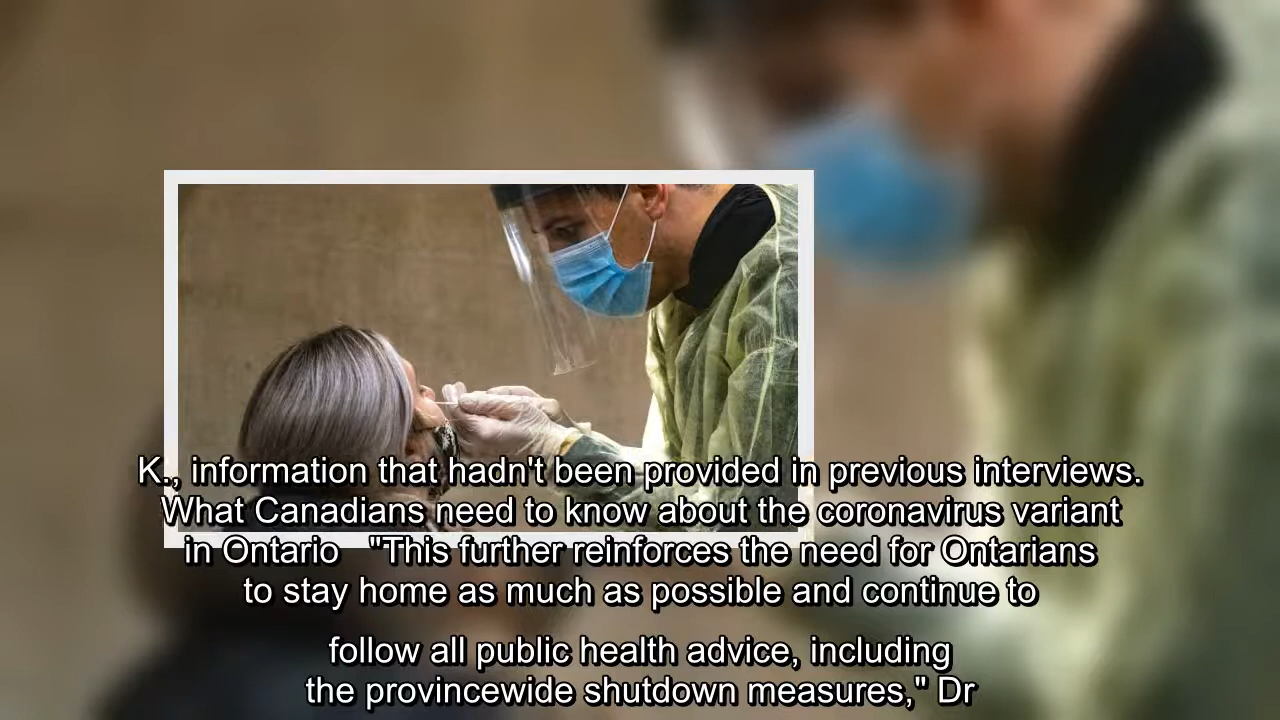 K., information that hadn't been provided in previous interviews.
What Canadians need to know about the coronavirus variant
in Ontario "This further reinforces the need for Ontarians
to stay home as much as possible and continue to
follow all public health advice, including
the provincewide shutdown measures," Dr